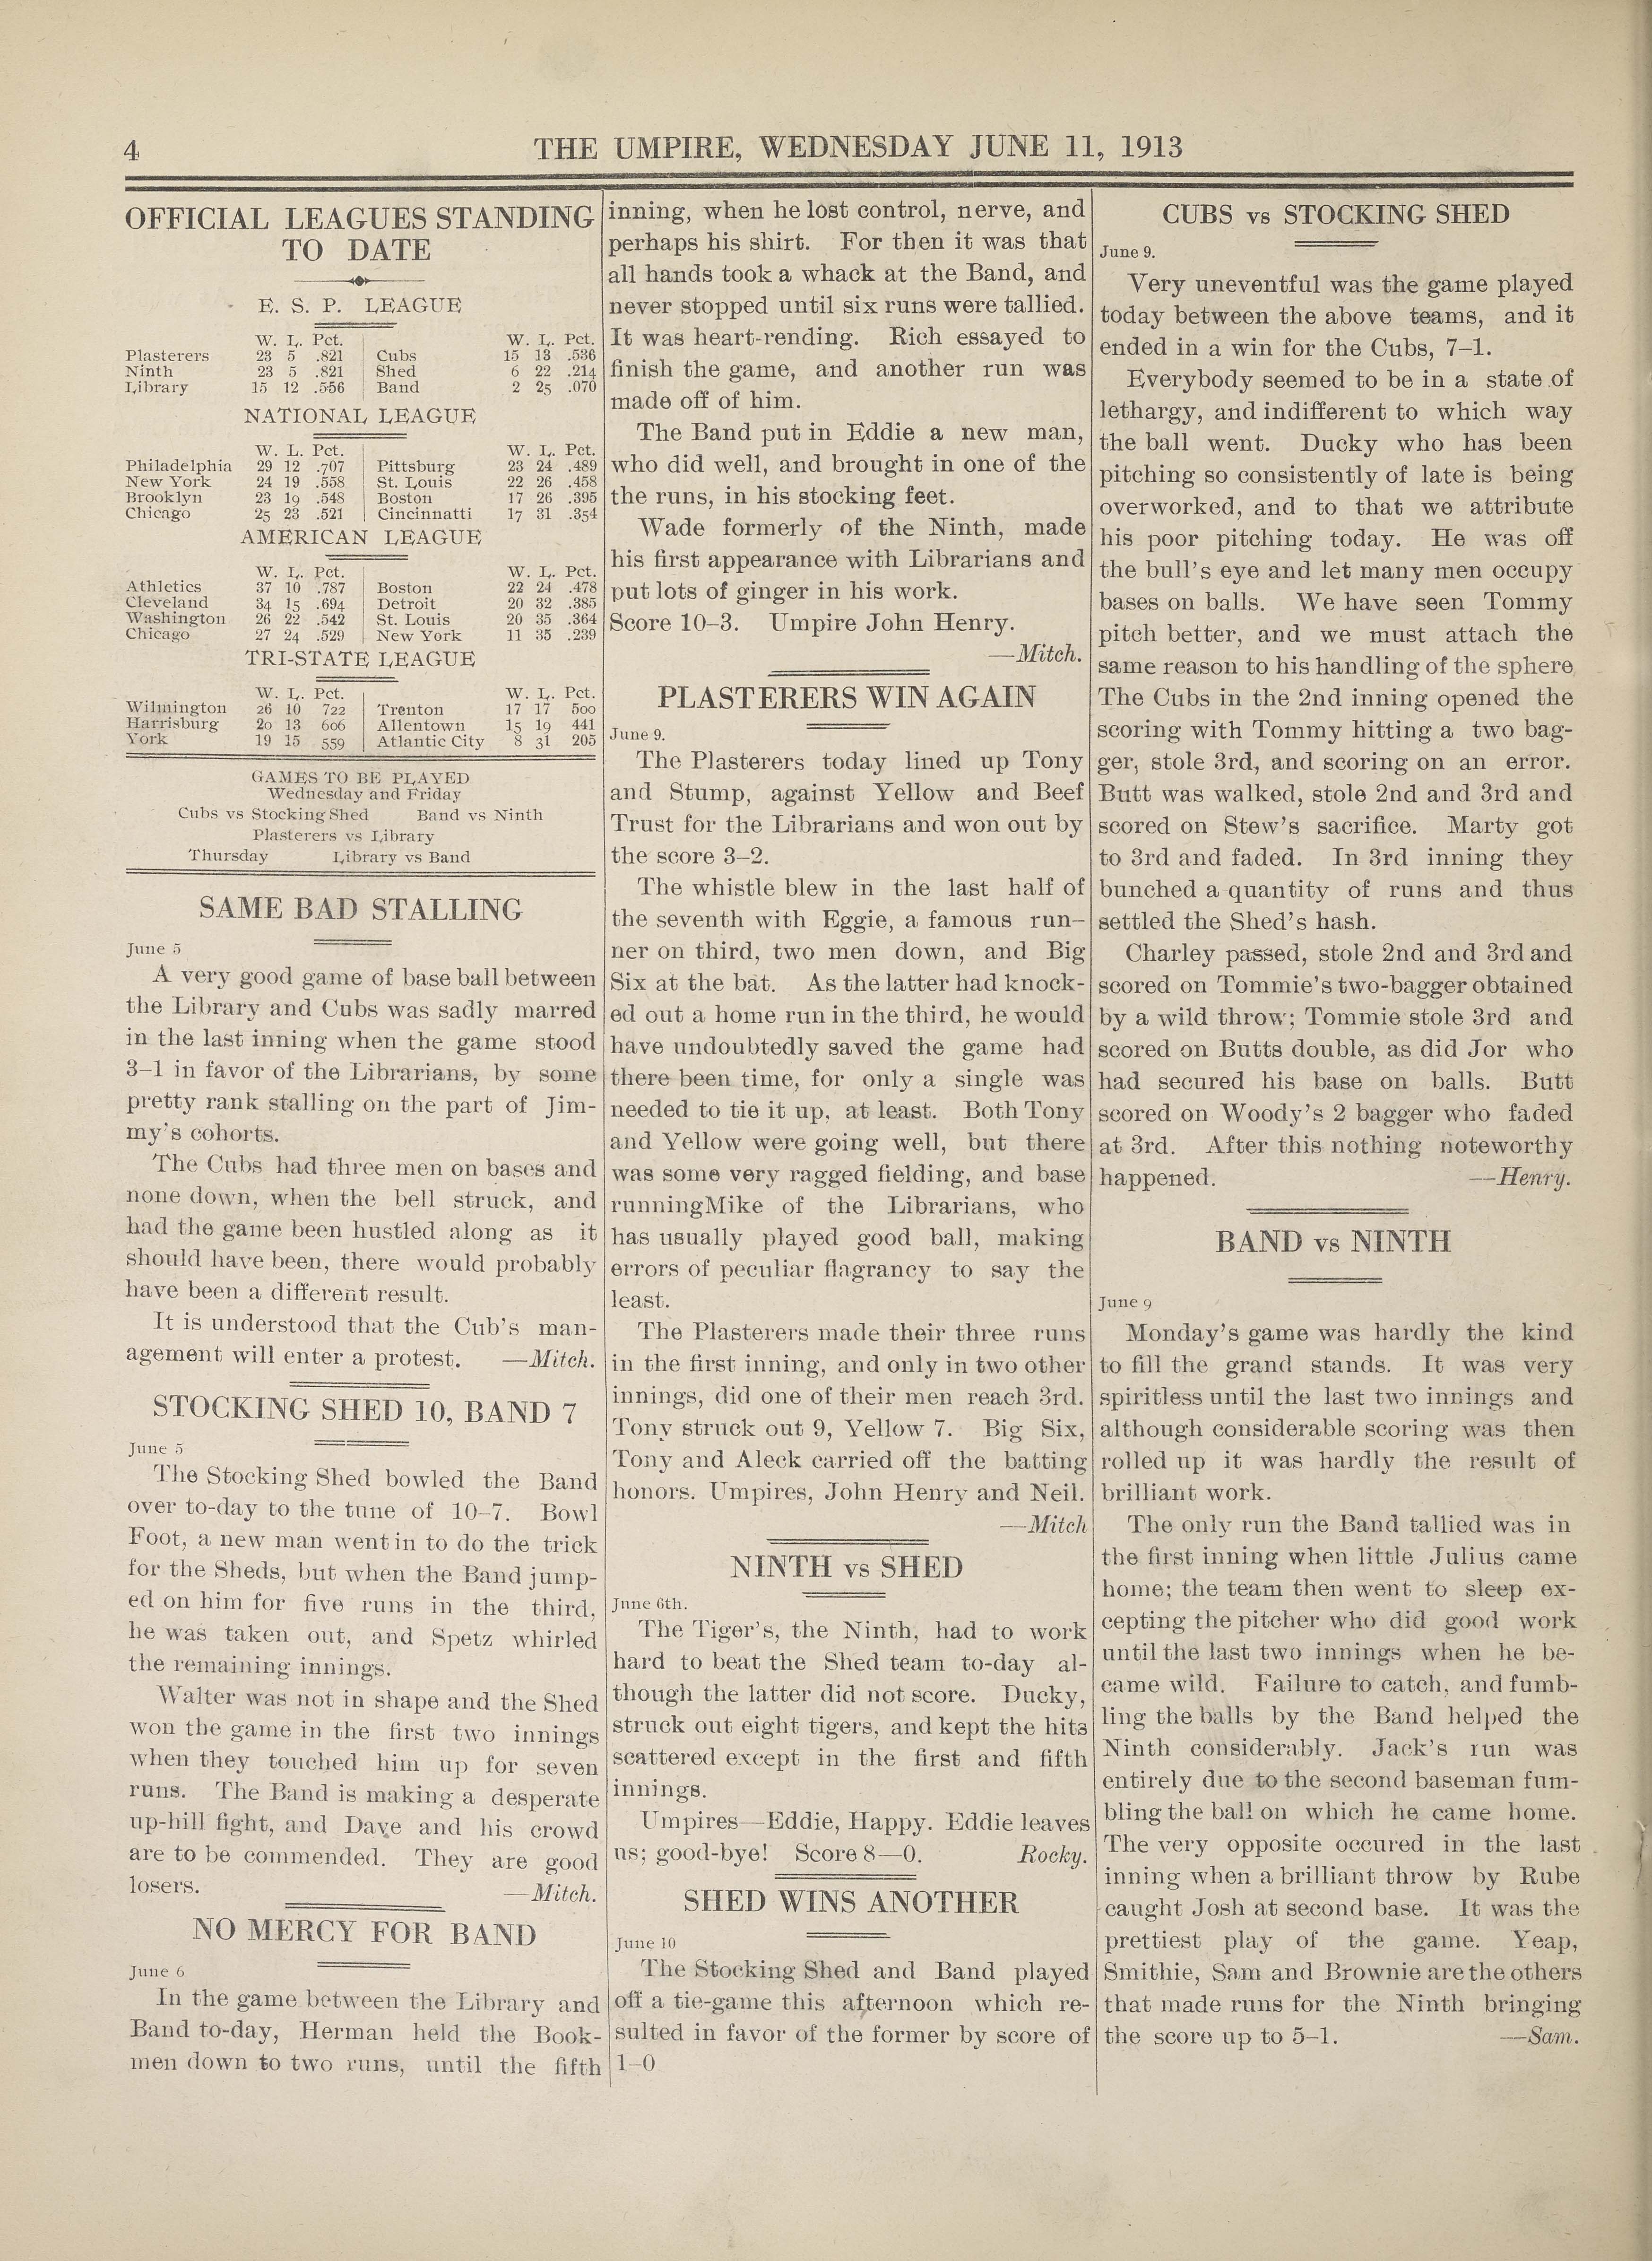 4
THE UMPIRE, WEDNESDAY JUNE 11, 1913
OFFICIAL LEAGUES STANDING
TO DATE
E. S. P. LEAGUE
W. L. Pct. W. L. Pct.
Plasterers 23 5 .821 Cubs 15 13 .536
Ninth 23 5 .821 Shed 6 22 .214
Library 15 12 .556 Band 2 25 .070
NATIONAL LEAGUE
W. L. Pct. W. L. Pct.
Philadelphia 29 12 .707 Pittsburg 23 24 .489
New York 24 19 .558 St. Louis 22 26 .458
Brooklyn 23 19 .548 Boston 17 26 .395
Chicago 25 23 .521 Cincinnatti 17 31 .354
AMERICAN LEAGUE
W. L. Pct. W. L. Pct.
Athletics 37 10 .787 Boston 22 24 .478
Cleveland 34 15 .694 Detroit 20 32 .385
Washington 26 22 .542 St. Louis 20 35 .364
Chicago 27 24 .529 New York 11 35 .239
TRI-STATE LEAGUE
W. L. Pct. W. L. Pct.
Wilmington 26 10 722 Trenton 17 17 500
Harrisburg 20 13 606 Allentown 15 19 441
York 19 15 559 Atlantic City 8 31 205
GAMES TO BE PLAYED
Wednesday and Friday
Cubs vs Stocking Shed Band vs Ninth
Plasterers vs Library
Thursday Library vs Band
SAME BAD STALLING
June 5
A very good game of base ball between
the Library and Cubs was sadly marred
in the last inning when the game stood
3–1 in favor of the Librarians, by some
pretty rank stalling on the part of Jim-
my's cohorts.
The Cubs had three men on bases and
none down, when the bell struck, and
had the game been hustled along as it
should have been, there would probably
have been a different result.
It is understood that the Cub's man-
agement will enter a protest. —Mitch.
STOCKING SHED 10, BAND 7
June 5
The Stocking Shed bowled the Band
over to-day to the tune of 10–7. Bowl
Foot, a new man went in to do the trick
for the Sheds, but when the Band jump-
ed on him for five runs in the third,
he was taken out, and Spetz whirled
the remaining innings.
Walter was not in shape and the Shed
won the game in the first two innings
when they touched him up for seven
runs. The Band is making a desperate
up-hill fight, and Dave and his crowd
are to be commended. They are good
losers. —Mitch.
NO MERCY FOR BAND
June 6
In the game between the Library and
Band to-day, Herman held the Book-
men down to two runs, until the fifth
inning, when he lost control, nerve, and
perhaps his shirt. For then it was that
all hands took a whack at the Band, and
never stopped until six runs were tallied.
It was heart-rending. Rich essayed to
finish the game, and another run was
made off of him.
The Band put in Eddie a new man,
who did well, and brought in one of the
the runs, in his stocking feet.
Wade formerly of the Ninth, made
his first appearance with Librarians and
put lots of ginger in his work.
Score 10–3. Umpire John Henry.
—Mitch.
PLASTERERS WIN AGAIN
June 9.
The Plasterers today lined up Tony
and Stump, against Yellow and Beef
Trust for the Librarians and won out by
the score 3–2.
The whistle blew in the last half of
the seventh with Eggie, a famous run-
ner on third, two men down, and Big
Six at the bat. As the latter had knock-
ed out a home run in the third, he would
have undoubtedly saved the game had
there been time, for only a single was
needed to tie it up, at least. Both Tony
and Yellow were going well, but there
was some very ragged fielding, and base
runningMike of the Librarians, who
has usually played good ball, making
errors of peculiar flagrancy to say the
least.
The Plasterers made their three runs
in the first inning, and only in two other
innings, did one of their men reach 3rd.
Tony struck out 9, Yellow 7. Big Six,
Tony and Aleck carried off the batting
honors. Umpires, John Henry and Neil.
—Mitch
NINTH vs SHED
June 6th.
The Tiger's, the Ninth, had to work
hard to beat the Shed team to-day al-
though the latter did not score. Ducky,
struck out eight tigers, and kept the hits
scattered except in the first and fifth
innings.
Umpires—Eddie, Happy. Eddie leaves
us; good-bye! Score 8—0. Rocky.
SHED WINS ANOTHER
June 10
The Stocking Shed and Band played
off a tie-game this afternoon which re-
sulted in favor of the former by score of
1–0
CUBS vs STOCKING SHED
June 9.
Very uneventful was the game played
today between the above teams, and it
ended in a win for the Cubs, 7–1.
Everybody seemed to be in a state of
lethargy, and indifferent to which way
the ball went. Ducky who has been
pitching so consistently of late is being
overworked, and to that we attribute
his poor pitching today. He was off
the bull's eye and let many men occupy
bases on balls. We have seen Tommy
pitch better, and we must attach the
same reason to his handling of the sphere
The Cubs in the 2nd inning opened the
scoring with Tommy hitting a two bag-
ger, stole 3rd, and scoring on an error.
Butt was walked, stole 2nd and 3rd and
scored on Stew's sacrifice. Marty got
to 3rd and faded. In 3rd inning they
bunched a quantity of runs and thus
settled the Shed's hash.
Charley passed, stole 2nd and 3rd and
scored on Tommie's two-bagger obtained
by a wild throw; Tommie stole 3rd and
scored on Butts double, as did Jor who
had secured his base on balls. Butt
scored on Woody's 2 bagger who faded
at 3rd. After this nothing noteworthy
happened. —Henry.
BAND vs NINTH
June 9
Monday's game was hardly the kind
to fill the grand stands. It was very
spiritless until the last two innings and
although considerable scoring was then
rolled up it was hardly the result of
brilliant work.
The only run the Band tallied was in
the first inning when little Julius came
home; the team then went to sleep ex-
cepting the pitcher who did good work
until the last two innings when he be-
came wild. Failure to catch, and fumb-
ling the balls by the Band helped the
Ninth considerably. Jack's run was
entirely due to the second baseman fum-
bling the ball on which he came home.
The very opposite occured in the last
inning when a brilliant throw by Rube
caught Josh at second base. It was the
prettiest play of the game. Yeap,
Smithie, Sam and Brownie are the others
that made runs for the Ninth bringing
the score up to 5–1. —Sam.